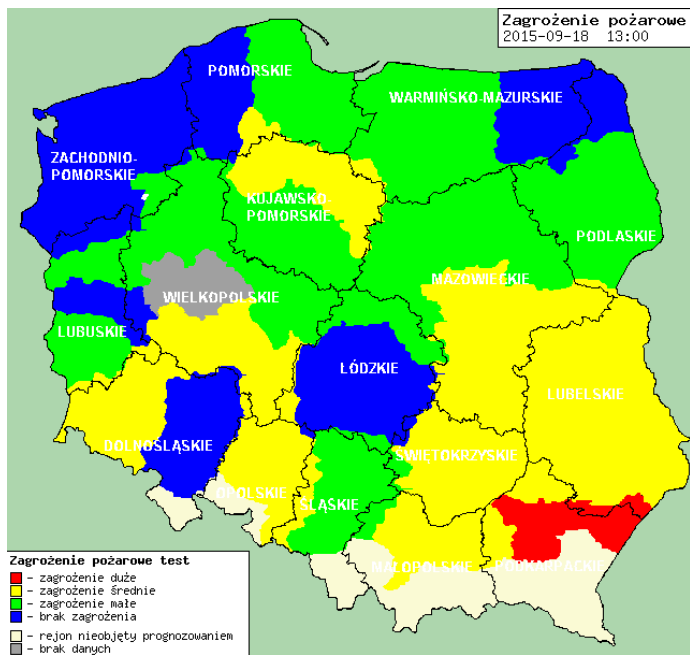 Zagrożenie pożarowe
2015-09-18 13:00
POMORSKIE
WARMIŃSKO-MAZURSKIE
ZACHODNIO-
POMORSKIE
KUJAWSKO-
POMORSKIE
PODLASKIE
MAZOWIECKIE
WIELKOPOLSKIE
LUBUSKIE
ŁÓDZKIE
LUBELSKIE
DOLNOŚLĄSKIE
ŚWIĘTOKRZYSKIE
OPOLSKIE
ŚLĄSKIE
MAŁOPOLSKIE
PODKARPACKIE
Zagrożenie pożarowe test
- zagrożenie duże
- zagrożenie średnie
- zagrożenie małe
- brak zagrożenia
- rejon nieobjęty prognozowaniem
- brak danych